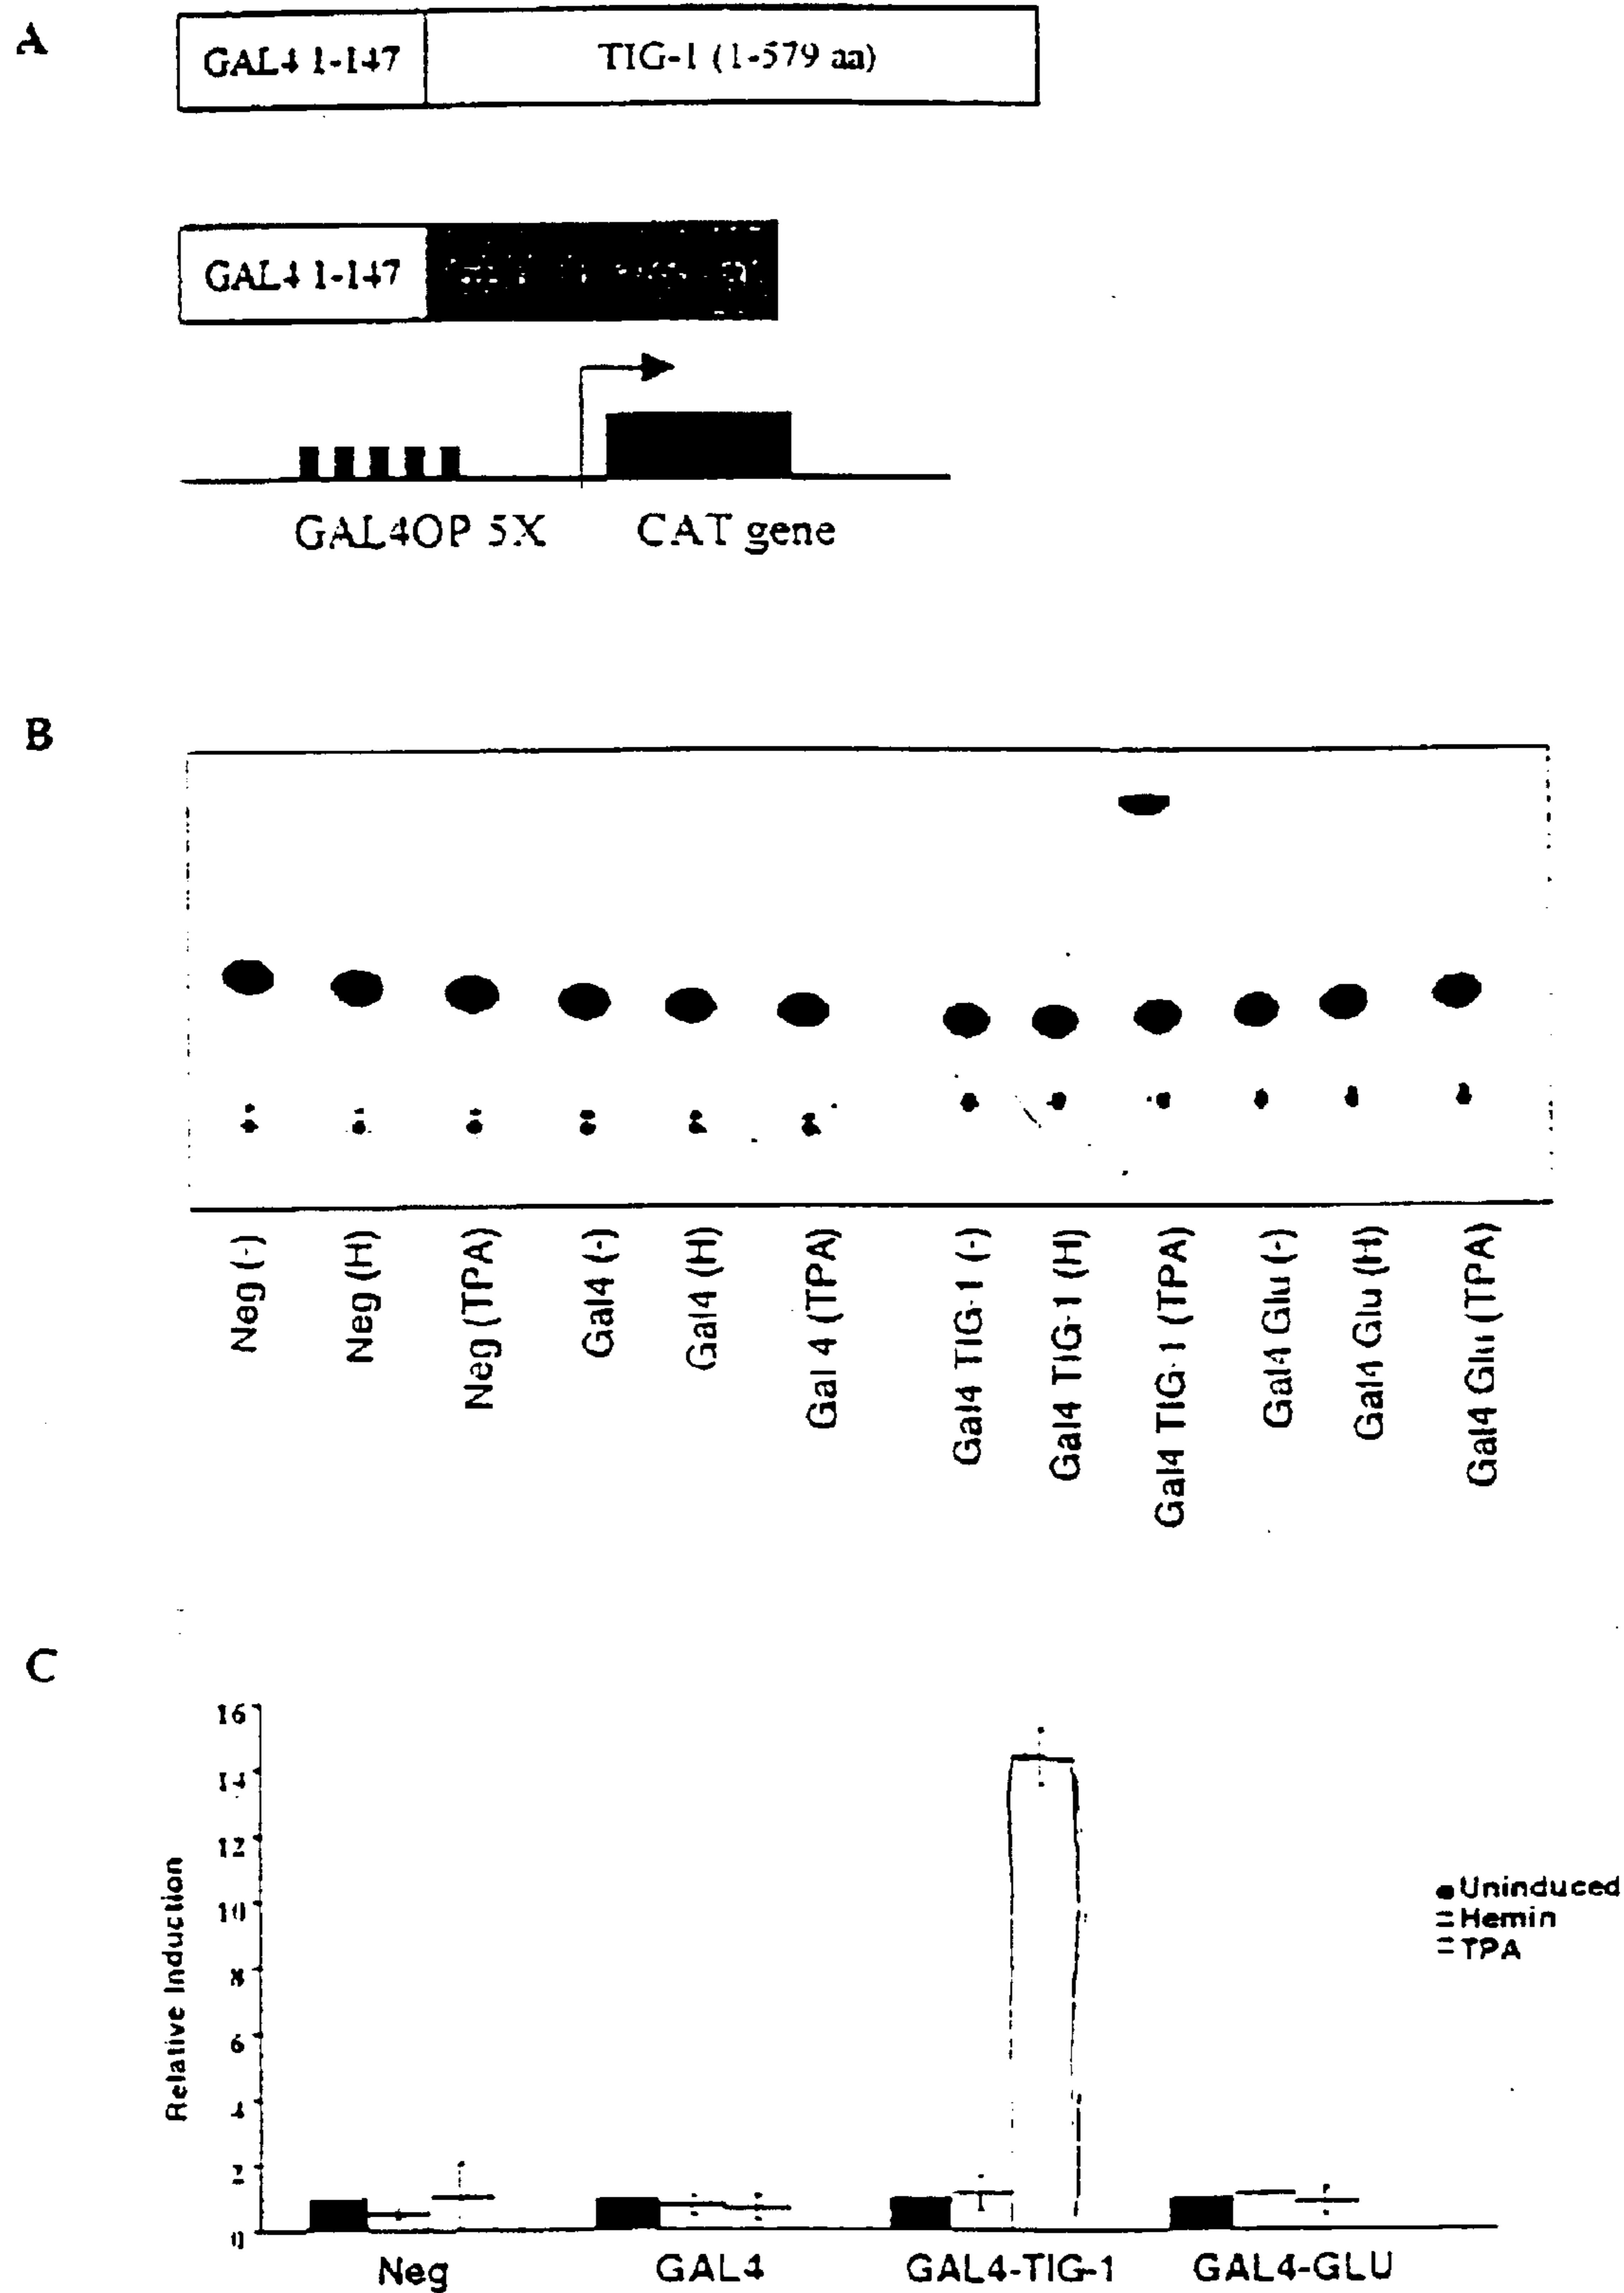 A
GAL4 1-147
TIG-1 (1-579 aa)
GAL4 1-147
GAL4OP 5X
CAT gene
B
Neg (-)
Neg (H)
Neg (TPA)
Gal4 (-)
Gal4 (H)
Gal 4 (TPA)
Gal4 TIG-1 (-)
Gal4 TIG-1 (H)
Gal4 TIG-1 (TPA)
Gal4 Glu (-)
Gal4 Glu (H)
Gal4 Glu (TPA)
C
Relative Induction
16
14
12
10
8
6
4
2
0
Uninduced
Hemin
TPA
Neg
GAL4
GAL4-TIG-1
GAL4-GLU